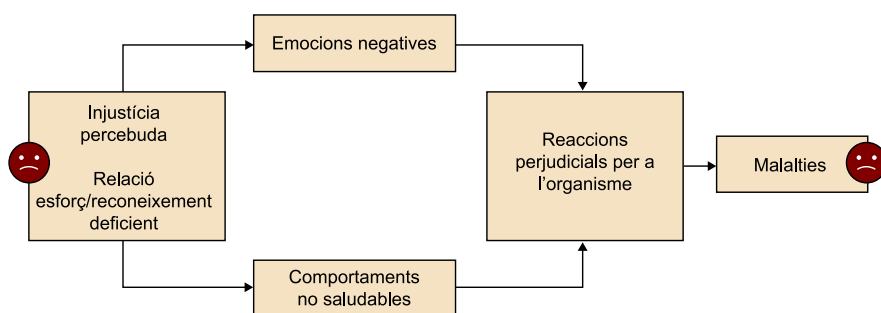 Emocions negatives
Injustícia
percebuda
Relació
esforç/reconeixement
deficient
Reaccions
perjudicials per a
l’organisme
Malalties
Comportaments
no saludables